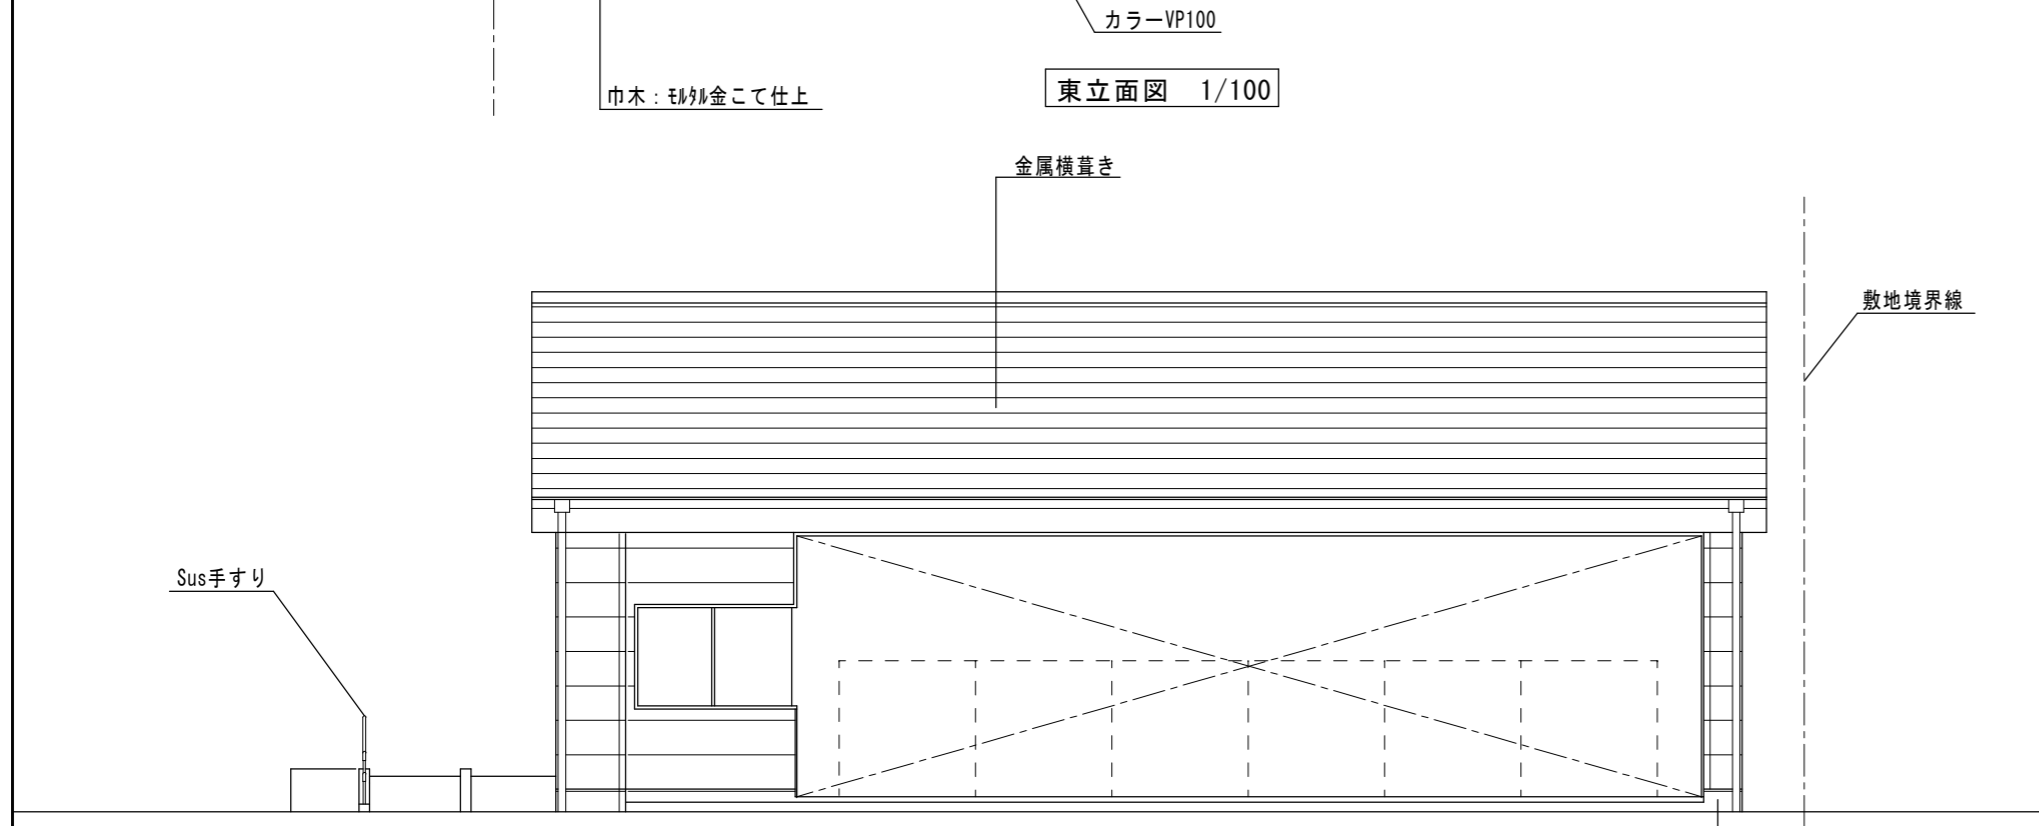 カラーVP100
巾木：ﾓﾙﾀﾙ金こて仕上
東立面図　1/100
金属横葺き
敷地境界線
Sus手すり